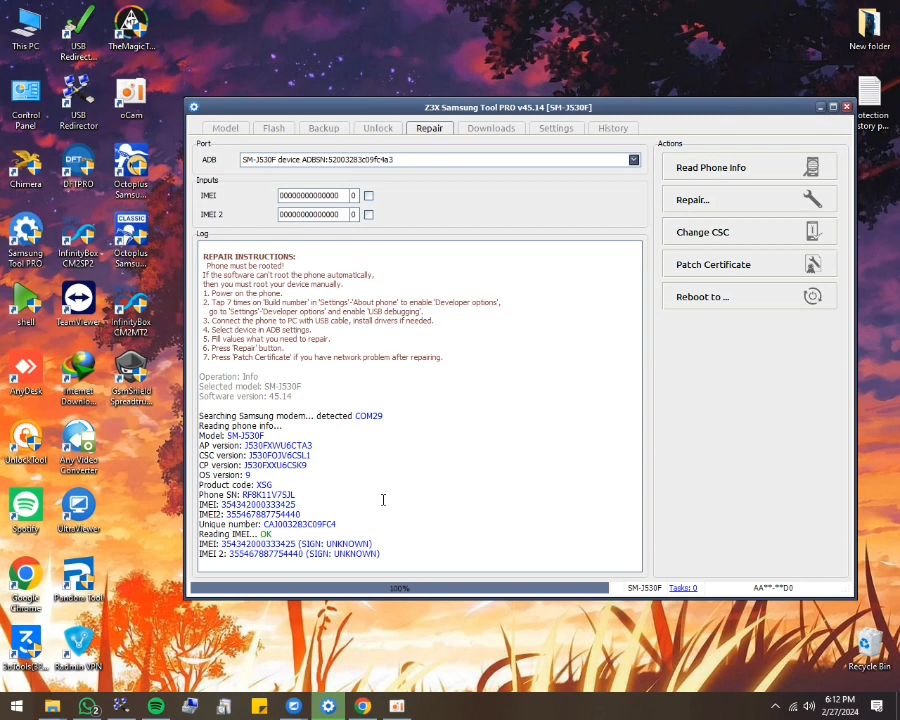 This PC
USB Redirect...
TheMagicT...
New folder
Control Panel
USB Redirector
oCam
otection
story p...
Chimera
DFTPRO
Octoplus Samsu...
Samsung Tool PRO
InfinityBox CM2SP2
CLASSIC
Octoplus Samsu...
shell
TeamViewer
InfinityBox CM2MT2
AnyDesk
Internet Downlo...
GsmShield Spreadtru...
UnlockTool
Any Video Converter
Spotify
UltraViewer
Google Chrome
Pandora Tool
3uTools(32...
Radmin VPN
Recycle Bin
Z3X Samsung Tool PRO v45.14 [SM-J530F]
Model Flash Backup Unlock Repair Downloads Settings History
Port
ADB SM-J530F device ADBSN:52003283c09fc4a3
Inputs
IMEI 00000000000000 0
IMEI 2 00000000000000 0
Log
REPAIR INSTRUCTIONS:
Phone must be rooted!
If the software can't root the phone automatically,
then you must root your device manually.
1. Power on the phone.
2. Tap 7 times on 'Build number' in 'Settings'-'About phone' to enable 'Developer options',
go to 'Settings'-'Developer options' and enable 'USB debugging'.
3. Connect the phone to PC with USB cable, install drivers if needed.
4. Select device in ADB settings.
5. Fill values what you need to repair.
6. Press 'Repair' button.
7. Press 'Patch Certificate' if you have network problem after repairing.
Operation: Info
Selected model: SM-J530F
Software version: 45.14
Searching Samsung modem... detected COM29
Reading phone info...
Model: SM-J530F
AP version: J530FXWU6CTA3
CSC version: J530FOJV6CSL1
CP version: J530FXXU6CSK9
OS version: 9
Product code: XSG
Phone SN: RF8K11V7SJL
IMEI: 354342000333425
IMEI2: 355467887754440
Unique number: CAJ003283C09FC4
Reading IMEI... OK
IMEI: 354342000333425 (SIGN: UNKNOWN)
IMEI 2: 355467887754440 (SIGN: UNKNOWN)
Actions
Read Phone Info
Repair...
Change CSC
Patch Certificate
Reboot to ...
100%
SM-J530F Tasks: 0 AA**-**D0
6:12 PM
2/27/2024